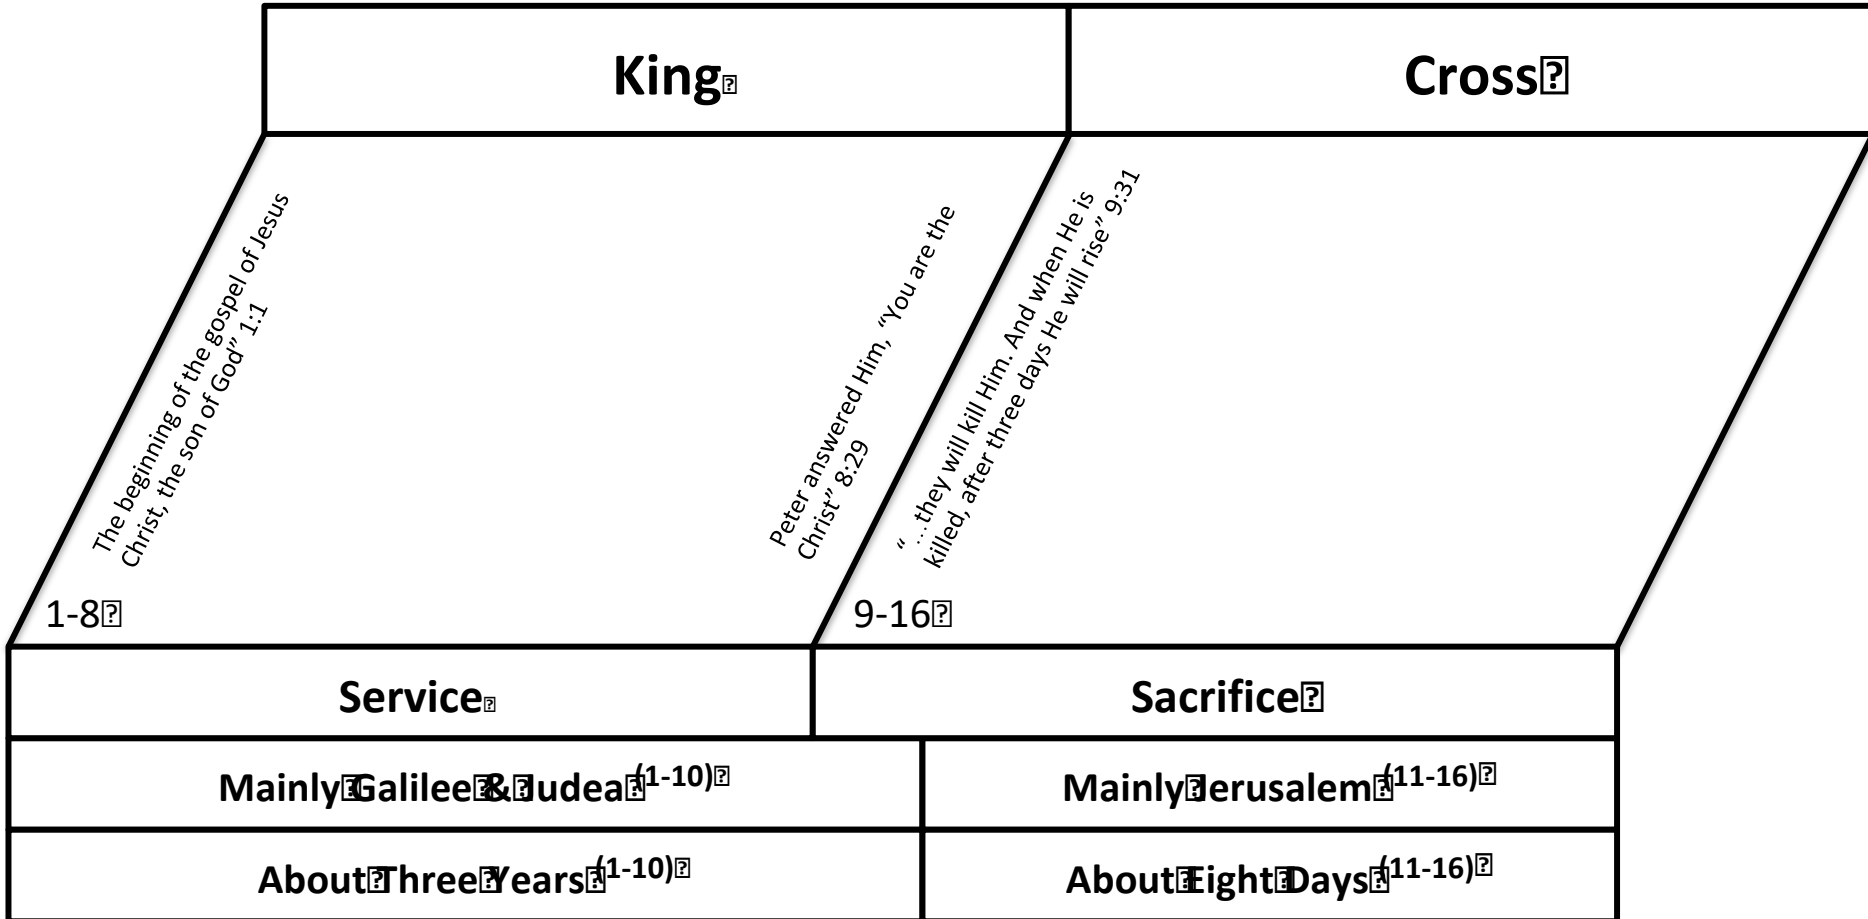 King
Cross
The beginning of the gospel of Jesus
Christ, the son of God” 1:1
Peter answered Him, “You are the
Christ” 8:29
“…they will kill Him. And when He is
killed, after three days He will rise” 9:31
1-8
9-16
Service
Sacrifice
Mainly Galilee & Judea (1-10)
Mainly Jerusalem (11-16)
About Three Years (1-10)
About Eight Days (11-16)